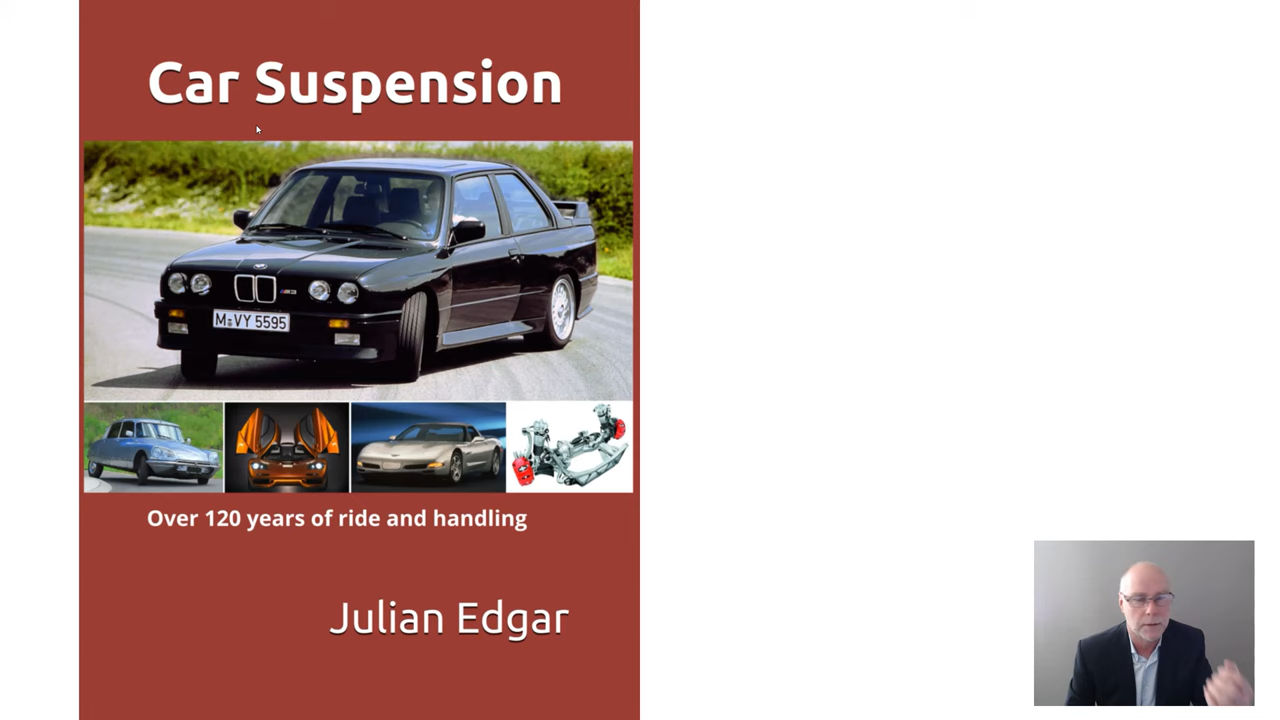 Car Suspension
M VY 5595
Over 120 years of ride and handling
Julian Edgar